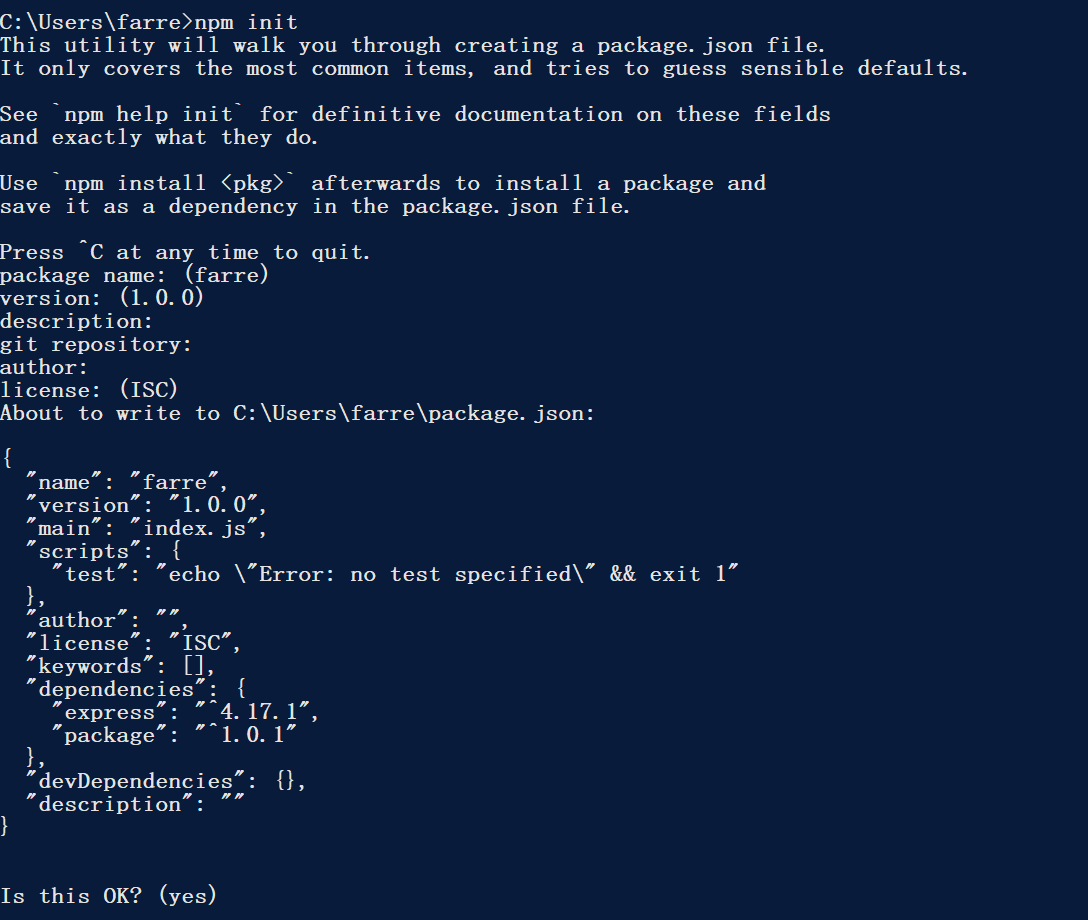 C:\Users\farre>npm init
This utility will walk you through creating a package.json file.
It only covers the most common items, and tries to guess sensible defaults.
See `npm help init` for definitive documentation on these fields
and exactly what they do.
Use `npm install <pkg>` afterwards to install a package and
save it as a dependency in the package.json file.
Press ^C at any time to quit.
package name: (farre)
version: (1.0.0)
description:
git repository:
author:
license: (ISC)
About to write to C:\Users\farre\package.json:
{
  "name": "farre",
  "version": "1.0.0",
  "main": "index.js",
  "scripts": {
    "test": "echo \"Error: no test specified\" && exit 1"
  },
  "author": "",
  "license": "ISC",
  "keywords": [],
  "dependencies": {
    "express": "^4.17.1",
    "package": "^1.0.1"
  },
  "devDependencies": {},
  "description": ""
}
Is this OK? (yes)